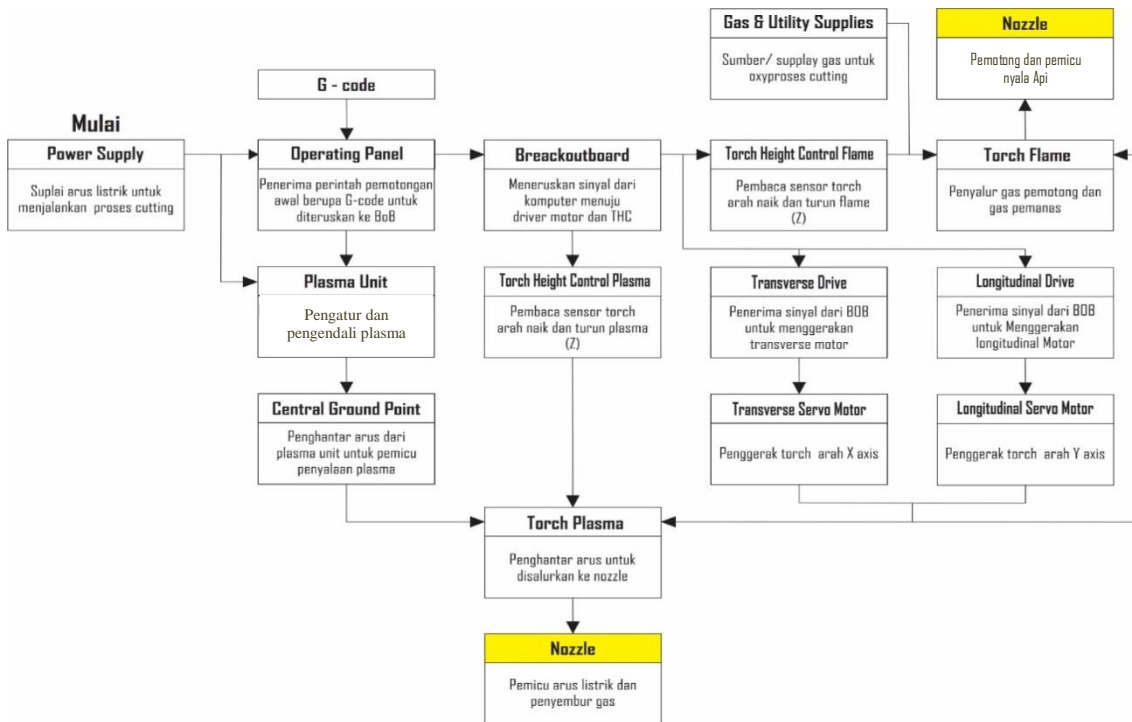 Gas & Utility Supplies
Sumber/ supplay gas untuk
oxyproses cutting
Nozzle
Pemotong dan pemicu
nyala Api
G - code
Mulai
Power Supply
Suplai arus listrik untuk
menjalankan proses cutting
Operating Panel
Penerima perintah pemotongan
awal berupa G-code untuk
diteruskan ke BoB
Breackoutboard
Meneruskan sinyal dari
komputer menuju
driver motor dan THC
Torch Height Control Flame
Pembaca sensor torch
arah naik dan turun flame
(Z)
Torch Flame
Penyalur gas pemotong dan
gas pemanas
Plasma Unit
Pengatur dan
pengendali plasma
Torch Height Control Plasma
Pembaca sensor torch
arah naik dan turun plasma
(Z)
Transverse Drive
Penerima sinyal dari BOB
untuk menggerakan
transverse motor
Longitudinal Drive
Penerima sinyal dari BOB
untuk Menggerakan
longitudinal Motor
Central Ground Point
Penghantar arus dari
plasma unit untuk pemicu
penyalaan plasma
Transverse Servo Motor
Penggerak torch arah X axis
Longitudinal Servo Motor
Penggerak torch arah Y axis
Torch Plasma
Penghantar arus untuk
disalurkan ke nozzle
Nozzle
Pemicu arus listrik dan
penyembur gas